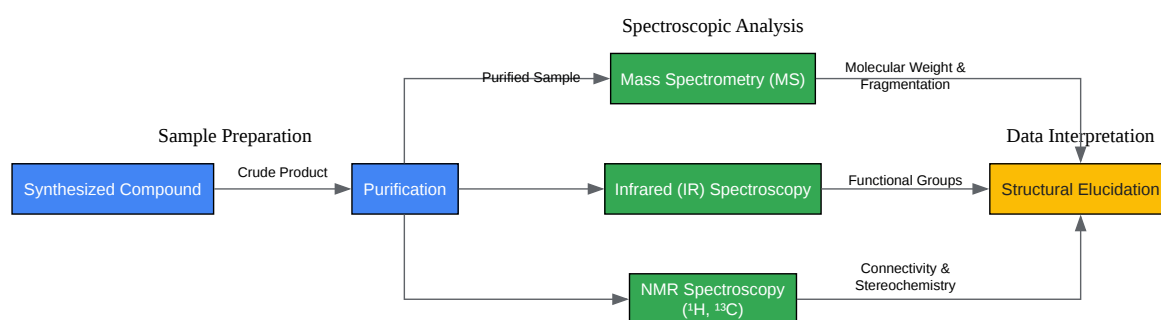 Spectroscopic Analysis
Purified Sample
Mass Spectrometry (MS)
Molecular Weight &
Fragmentation
Sample Preparation
Data Interpretation
Synthesized Compound
Crude Product
Purification
Infrared (IR) Spectroscopy
Functional Groups
Structural Elucidation
NMR Spectroscopy
(¹H, ¹³C)
Connectivity &
Stereochemistry